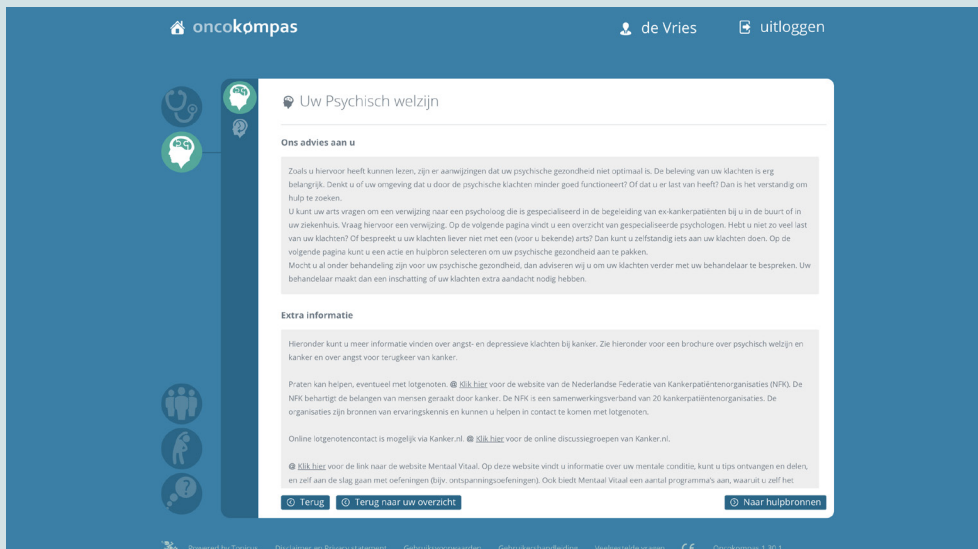 oncokompas
de Vries
uitloggen
Uw Psychisch welzijn
Ons advies aan u
Zoals u hiervoor heeft kunnen lezen, zijn er aanwijzingen dat uw psychische gezondheid niet optimaal is. De beleving van uw klachten is erg
belangrijk. Denkt u of uw omgeving dat u door de psychische klachten minder goed functioneert? Of dat u er last van heeft? Dan is het verstandig om
hulp te zoeken.
U kunt uw arts vragen om een verwijzing naar een psycholoog die is gespecialiseerd in de begeleiding van ex-kankerpatiënten bij u in de buurt of in
uw ziekenhuis. Vraag hiervoor een verwijzing. Op de volgende pagina vindt u een overzicht van gespecialiseerde psychologen. Hebt u niet zo veel last
van uw klachten? Of bespreekt u uw klachten liever niet met een (voor u bekende) arts? Dan kunt u zelfstandig iets aan uw klachten doen. Op de
volgende pagina kunt u een actie en hulpbron selecteren om uw psychische gezondheid aan te pakken.
Mocht u al onder behandeling zijn voor uw psychische gezondheid, dan adviseren wij u om uw klachten verder met uw behandelaar te bespreken. Uw
behandelaar maakt dan een inschatting of uw klachten extra aandacht nodig hebben.
Extra informatie
Hieronder kunt u meer informatie vinden over angst- en depressieve klachten bij kanker. Zie hieronder voor een brochure over psychisch welzijn en
kanker en over angst voor terugkeer van kanker.
Praten kan helpen, eventueel met lotgenoten. @ Klik hier voor de website van de Nederlandse Federatie van Kankerpatiëntenorganisaties (NFK). De
NFK behartigt de belangen van mensen geraakt door kanker. De NFK is een samenwerkingsverband van 20 kankerpatiëntenorganisaties. De
organisaties zijn bronnen van ervaringskennis en kunnen u helpen in contact te komen met lotgenoten.
Online lotgenotencontact is mogelijk via Kanker.nl. @ Klik hier voor de online discussiegroepen van Kanker.nl.
@ Klik hier voor de link naar de website Mentaal Vitaal. Op deze website vindt u informatie over uw mentale conditie, kunt u tips ontvangen en delen,
en zelf aan de slag gaan met oefeningen (bijv. ontspanningsoefeningen). Ook biedt Mentaal Vitaal een aantal programma's aan, waaruit u zelf het
Terug
Terug naar uw overzicht
Naar hulpbronnen
Powered by Topicus Disclaimer en Privacy statement Gebruiksvoorwaarden Gebruikershandleiding Veelgestelde vragen CE Oncokompas 1.30.1